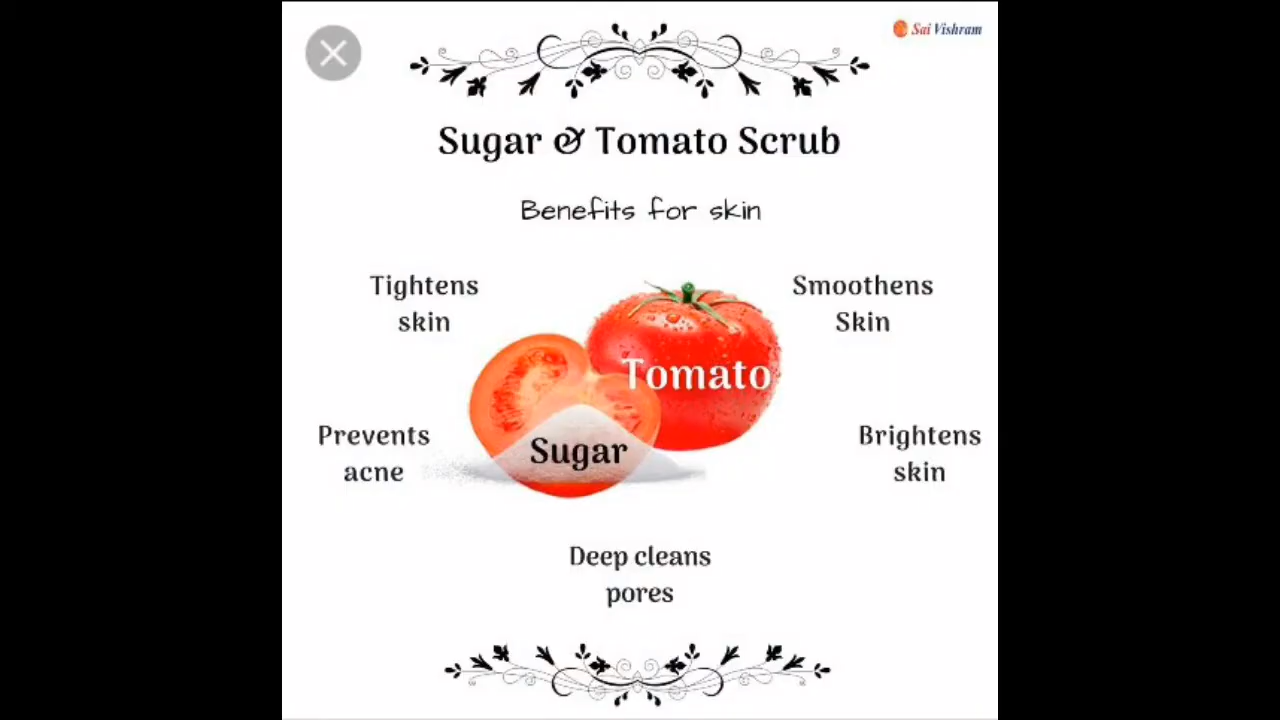 Sai Vishram
Sugar & Tomato Scrub
Benefits for skin
Tightens
skin
Smoothens
Skin
Tomato
Sugar
Prevents
acne
Brightens
skin
Deep cleans
pores